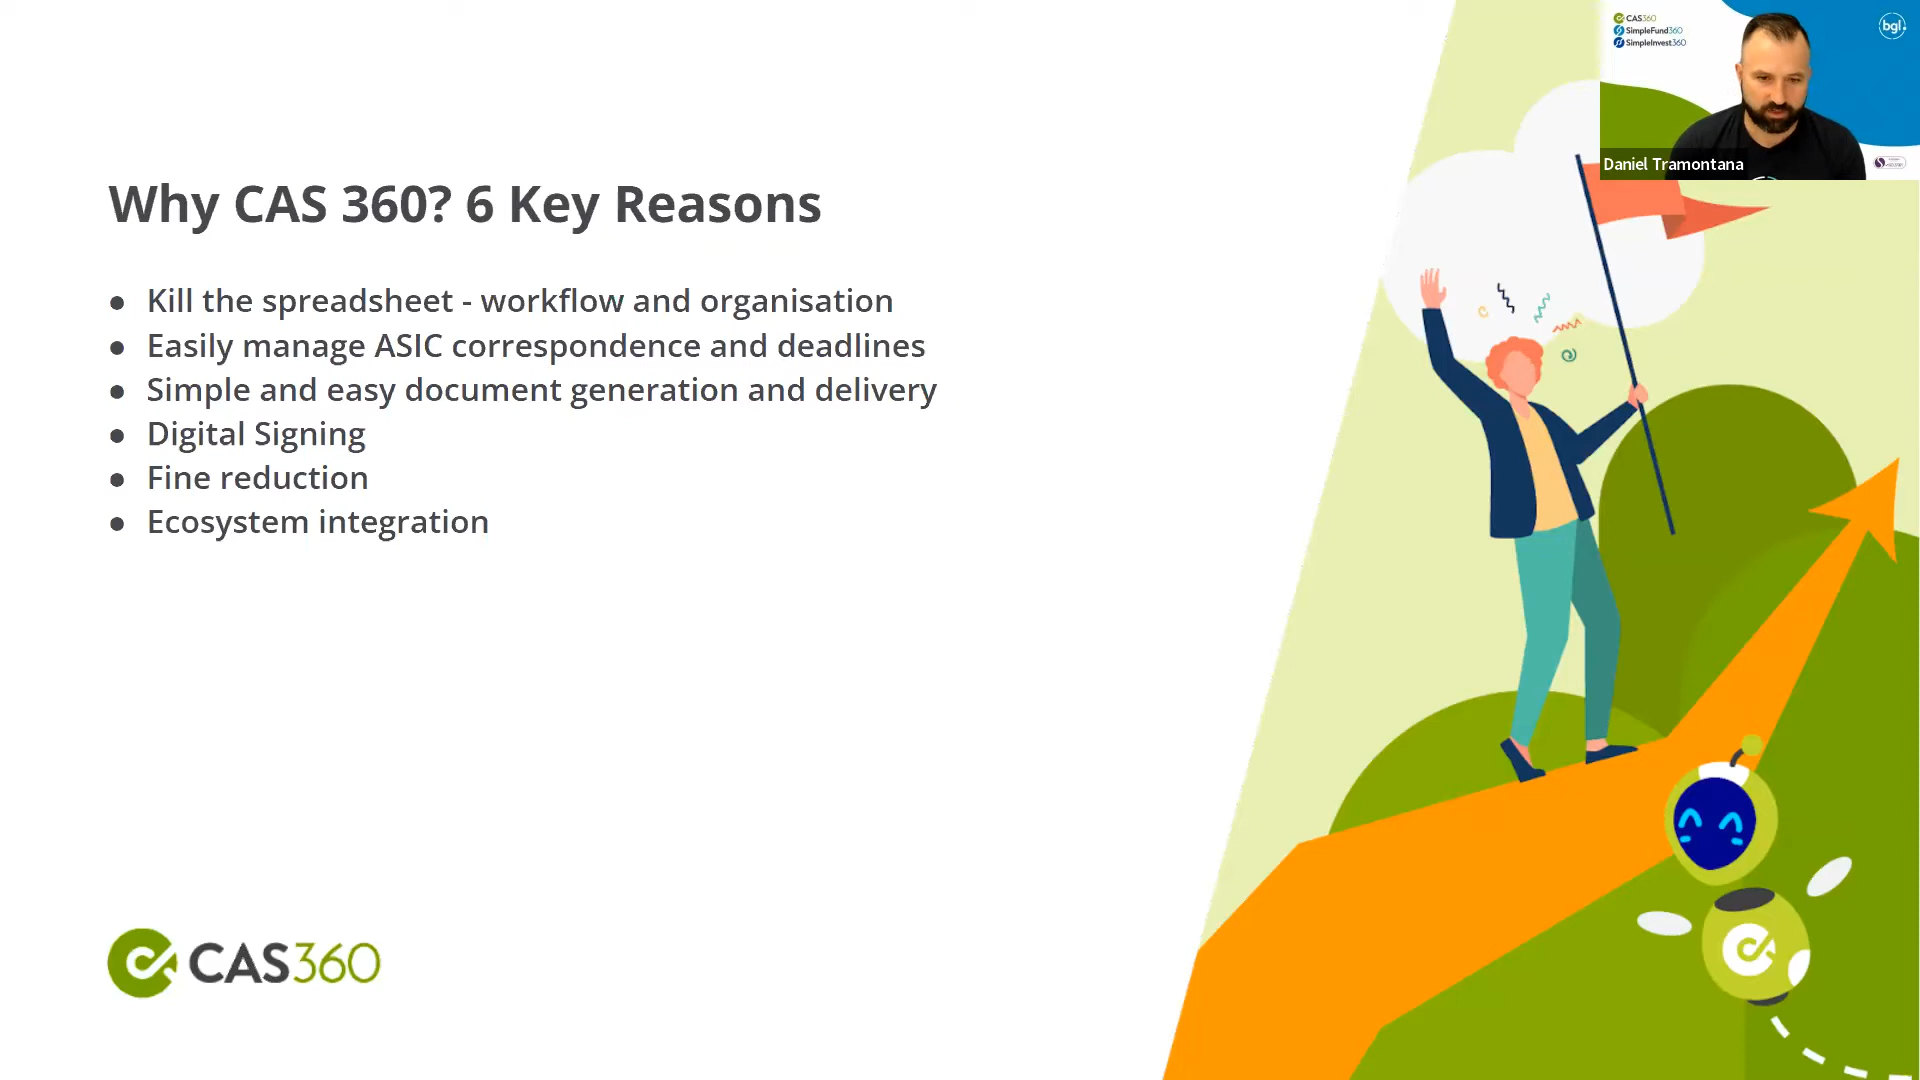 CAS360
SimpleFund360
SimpleInvest360
bgl.
Daniel Tramontana
Why CAS 360? 6 Key Reasons
● Kill the spreadsheet - workflow and organisation
● Easily manage ASIC correspondence and deadlines
● Simple and easy document generation and delivery
● Digital Signing
● Fine reduction
● Ecosystem integration
CAS360